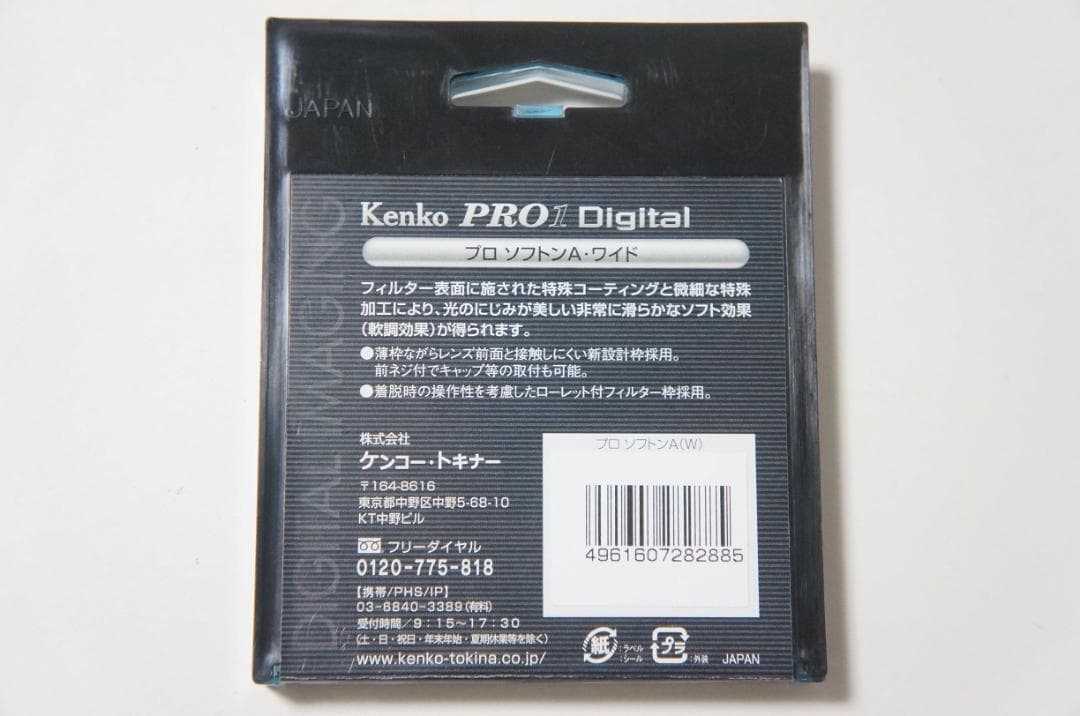 JAPAN
Kenko PRO1 Digital
プロ ソフトンA・ワイド
フィルター表面に施された特殊コーティングと微細な特殊
加工により、光のにじみが美しい非常に滑らかなソフト効果
(軟調効果)が得られます。
●薄枠ながらレンズ前面と接触しにくい新設計枠採用。
前ネジ付でキャップ等の取付も可能。
●着脱時の操作性を考慮したローレット付フィルター枠採用。
DIGITAL IMAGING
株式会社
ケンコー・トキナー
〒164-8616
東京都中野区中野5-68-10
KT中野ビル
フリーダイヤル
0120-775-818
【携帯/PHS/IP】
03-6840-3389(有料)
受付時間/9:15~17:30
(土・日・祝日・年末年始・夏期休業等を除く)
www.kenko-tokina.co.jp/
プロ ソフトンA(W)
4961607282885
紙 :ラベル
:シール
プラ :外装
JAPAN